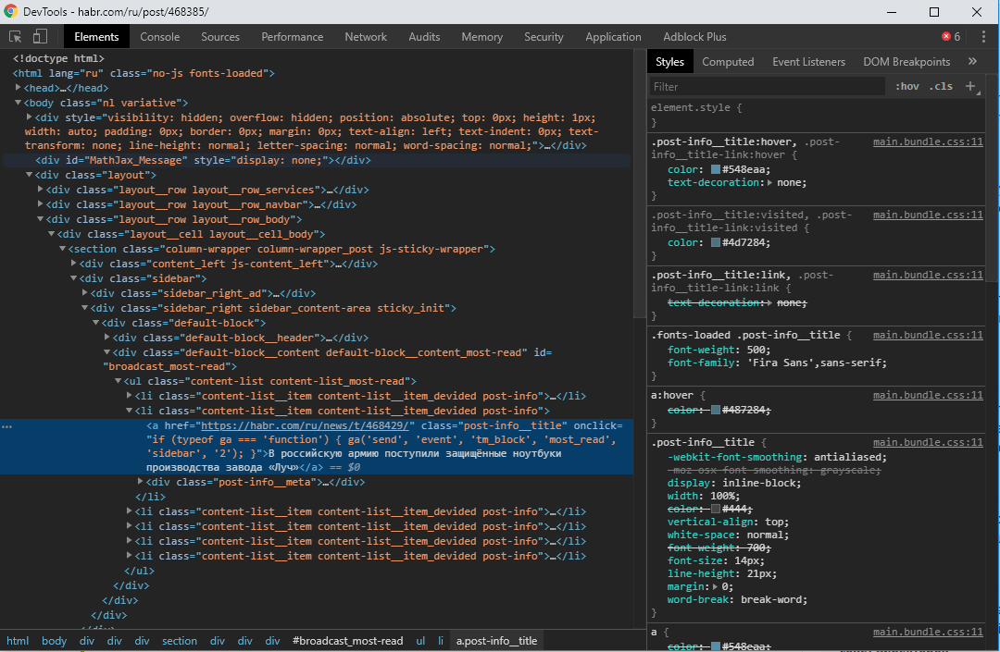 DevTools - habr.com/ru/post/468385/
Elements Console Sources Performance Network Audits Memory Security Application Adblock Plus 6
<!doctype html>
<html lang="ru" class="no-js fonts-loaded">
<head>…</head>
<body class="nl variative">
<div style="visibility: hidden; overflow: hidden; position: absolute; top: 0px; height: 1px;
width: auto; padding: 0px; border: 0px; margin: 0px; text-align: left; text-indent: 0px; text-
transform: none; line-height: normal; letter-spacing: normal; word-spacing: normal;">…</div>
<div id="MathJax_Message" style="display: none;"></div>
<div class="layout">
<div class="layout__row layout__row_services">…</div>
<div class="layout__row layout__row_navbar">…</div>
<div class="layout__row layout__row_body">
<div class="layout__cell layout__cell_body">
<section class="column-wrapper column-wrapper_post js-sticky-wrapper">
<div class="content_left js-content_left">…</div>
<div class="sidebar">
<div class="sidebar_right_ad">…</div>
<div class="sidebar_right sidebar_content-area sticky_init">
<div class="default-block">
<div class="default-block__header">…</div>
<div class="default-block__content default-block__content_most-read" id=
"broadcast_most-read">
<ul class="content-list content-list_most-read">
<li class="content-list__item content-list__item_devided post-info">…</li>
<li class="content-list__item content-list__item_devided post-info">
<a href="https://habr.com/ru/news/t/468429/" class="post-info__title" onclick=
"if (typeof ga === 'function') { ga('send', 'event', 'tm_block', 'most_read',
'sidebar', '2'); }">В российскую армию поступили защищённые ноутбуки
производства завода «Луч»</a> == $0
<div class="post-info__meta">…</div>
</li>
<li class="content-list__item content-list__item_devided post-info">…</li>
<li class="content-list__item content-list__item_devided post-info">…</li>
<li class="content-list__item content-list__item_devided post-info">…</li>
<li class="content-list__item content-list__item_devided post-info">…</li>
</ul>
</div>
</div>
</div>
html body div div div section div div div #broadcast_most-read ul li a.post-info__title
Styles Computed Event Listeners DOM Breakpoints »
Filter :hov .cls +
element.style {
}
.post-info__title:hover, .post- main.bundle.css:11
info__title-link:hover {
color: #548eaa;
text-decoration: none;
}
.post-info__title:visited, .post- main.bundle.css:11
info__title-link:visited {
color: #4d7284;
}
.post-info__title:link, .post- main.bundle.css:11
info__title-link:link {
text-decoration: none;
}
.fonts-loaded .post-info__title { main.bundle.css:11
font-weight: 500;
font-family: 'Fira Sans',sans-serif;
}
a:hover { main.bundle.css:11
color: #487284;
}
.post-info__title { main.bundle.css:11
-webkit-font-smoothing: antialiased;
-moz-osx-font-smoothing: grayscale;
display: inline-block;
width: 100%;
color: #444;
vertical-align: top;
white-space: normal;
font-weight: 700;
font-size: 14px;
line-height: 21px;
margin: 0;
word-break: break-word;
}
a { main.bundle.css:11
color: #548eaa;